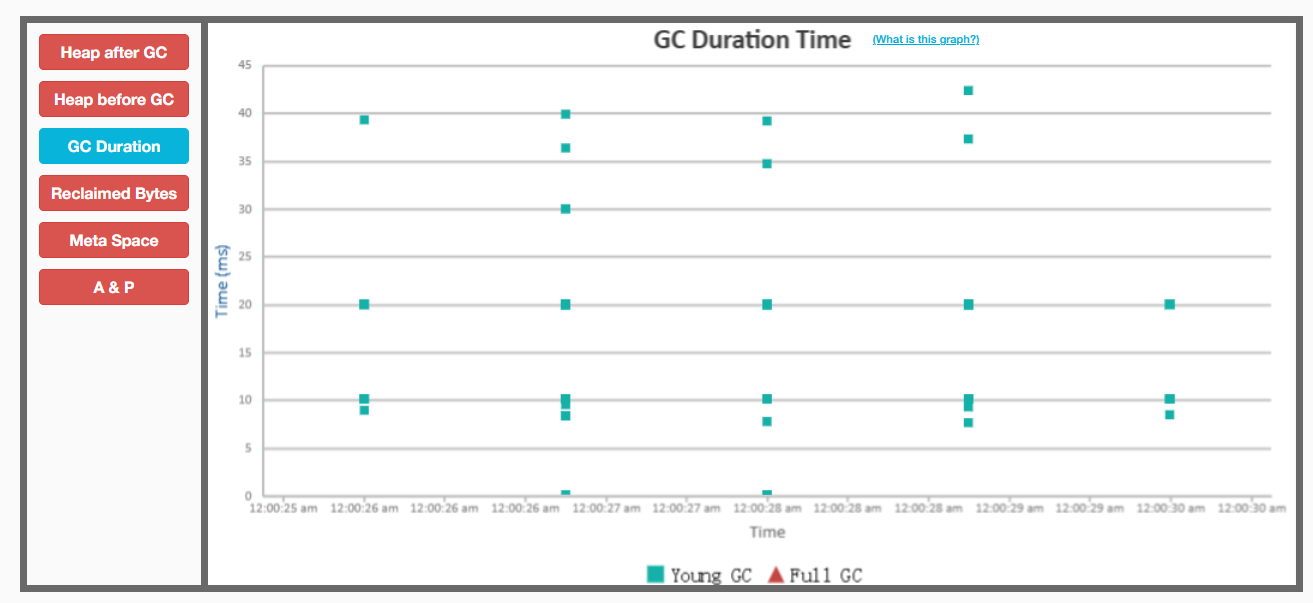 Heap after GC
Heap before GC
GC Duration
Reclaimed Bytes
Meta Space
A & P
GC Duration Time (What is this graph?)
Time (ms)
45
40
35
30
25
20
15
10
5
0
12:00:25 am 12:00:26 am 12:00:26 am 12:00:26 am 12:00:27 am 12:00:27 am 12:00:28 am 12:00:28 am 12:00:28 am 12:00:29 am 12:00:29 am 12:00:30 am 12:00:30 am
Time
Young GC Full GC